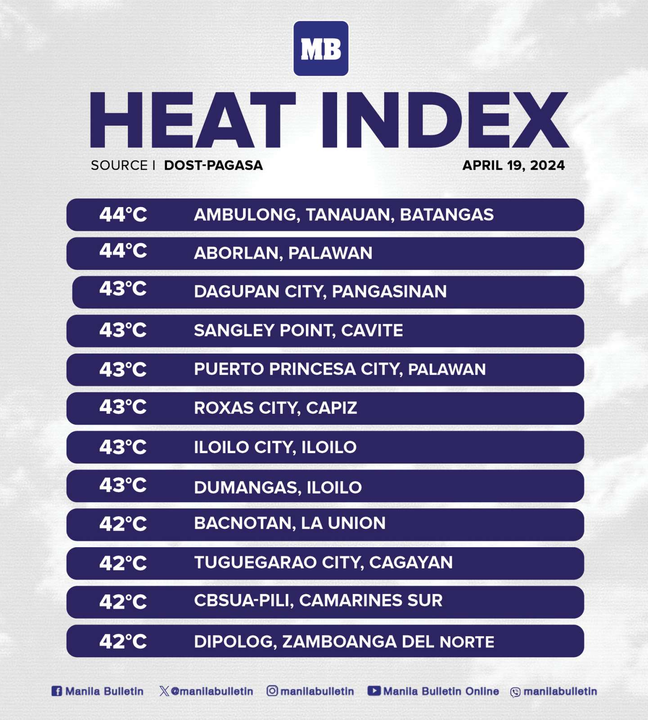 MB
HEAT INDEX
SOURCE | DOST-PAGASA APRIL 19, 2024
44°C AMBULONG, TANAUAN, BATANGAS
44°C ABORLAN, PALAWAN
43°C DAGUPAN CITY, PANGASINAN
43°C SANGLEY POINT, CAVITE
43°C PUERTO PRINCESA CITY, PALAWAN
43°C ROXAS CITY, CAPIZ
43°C ILOILO CITY, ILOILO
43°C DUMANGAS, ILOILO
42°C BACNOTAN, LA UNION
42°C TUGUEGARAO CITY, CAGAYAN
42°C CBSUA-PILI, CAMARINES SUR
42°C DIPOLOG, ZAMBOANGA DEL NORTE
Manila Bulletin @manilabulletin manilabulletin Manila Bulletin Online manilabulletin